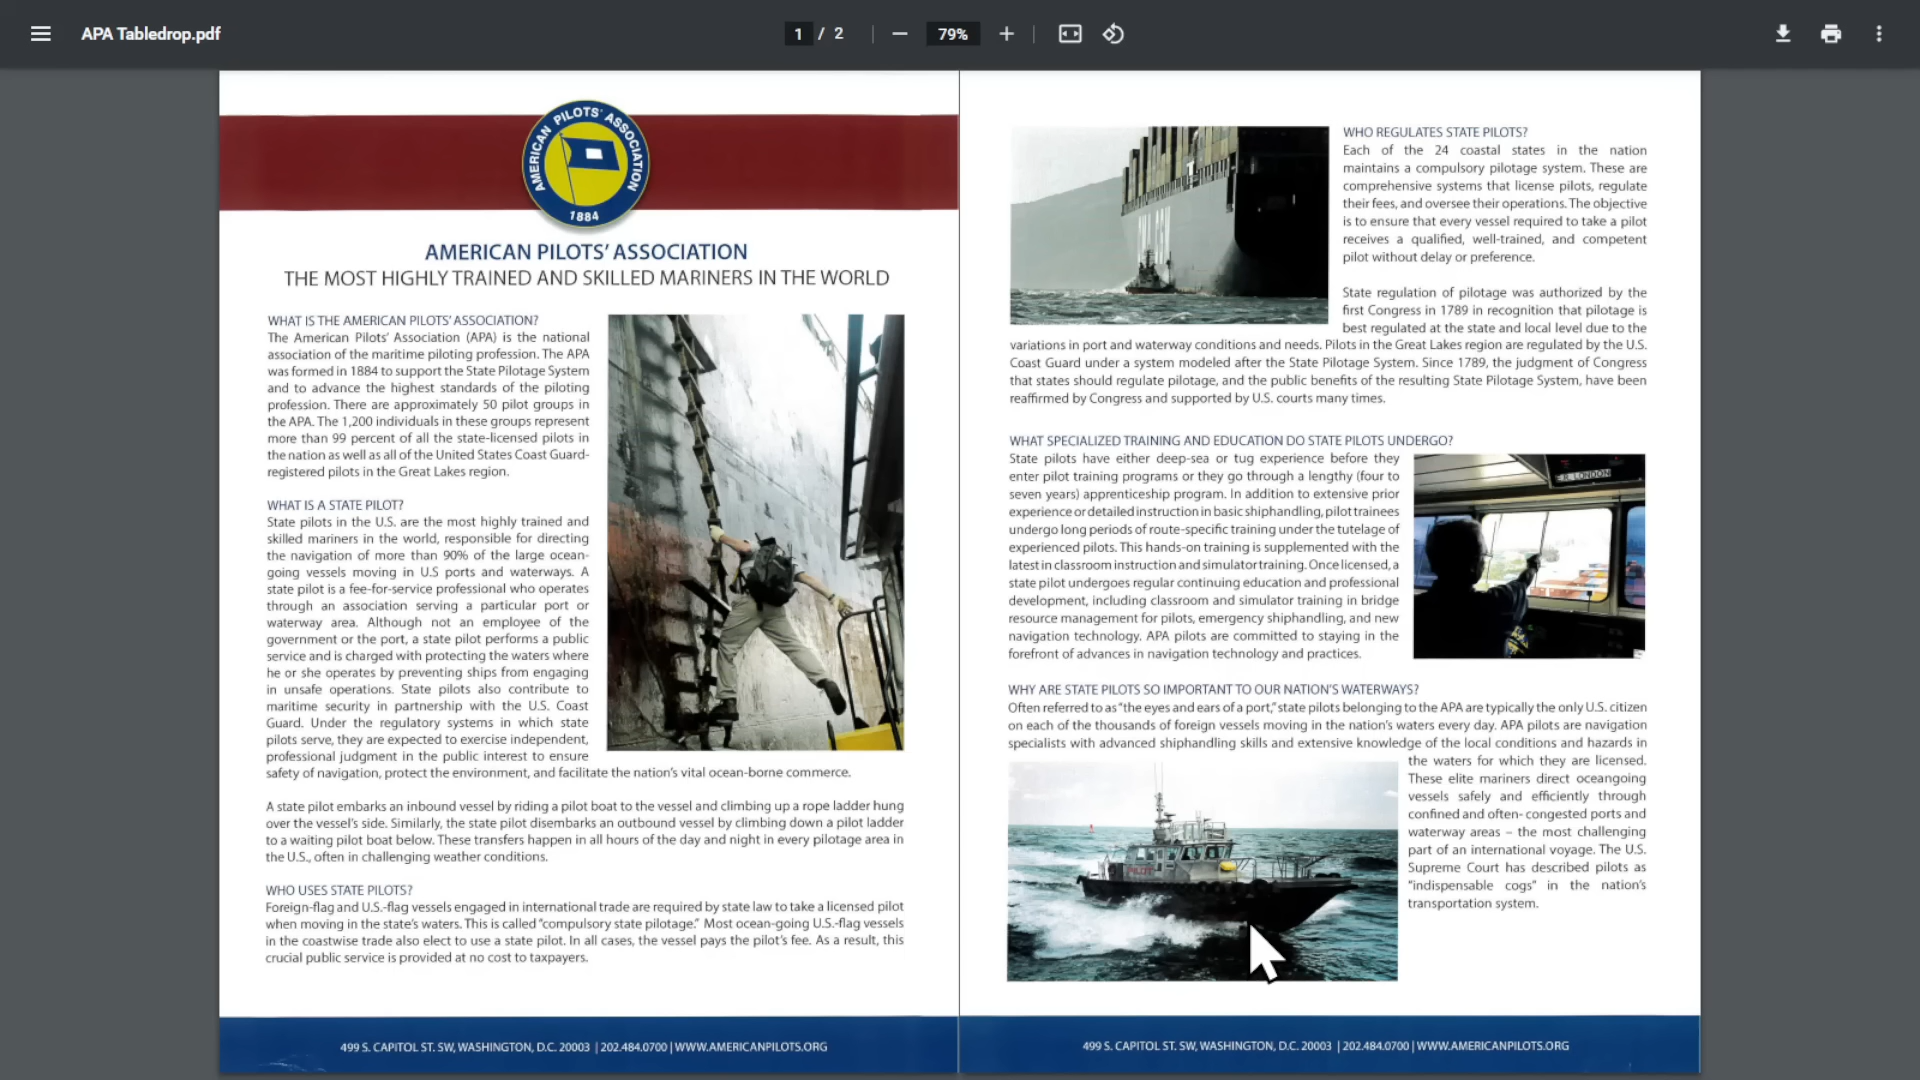 APA Tabledrop.pdf
1 / 2
79%
AMERICAN PILOTS' ASSOCIATION
1884
AMERICAN PILOTS' ASSOCIATION
THE MOST HIGHLY TRAINED AND SKILLED MARINERS IN THE WORLD
WHAT IS THE AMERICAN PILOTS' ASSOCIATION?
The American Pilots' Association (APA) is the national
association of the maritime piloting profession. The APA
was formed in 1884 to support the State Pilotage System
and to advance the highest standards of the piloting
profession. There are approximately 50 pilot groups in
the APA. The 1,200 individuals in these groups represent
more than 99 percent of all the state-licensed pilots in
the nation as well as all of the United States Coast Guard-
registered pilots in the Great Lakes region.
WHAT IS A STATE PILOT?
State pilots in the U.S. are the most highly trained and
skilled mariners in the world, responsible for directing
the navigation of more than 90% of the large ocean-
going vessels moving in U.S ports and waterways. A
state pilot is a fee-for-service professional who operates
through an association serving a particular port or
waterway area. Although not an employee of the
government or the port, a state pilot performs a public
service and is charged with protecting the waters where
he or she operates by preventing ships from engaging
in unsafe operations. State pilots also contribute to
maritime security in partnership with the U.S. Coast
Guard. Under the regulatory systems in which state
pilots serve, they are expected to exercise independent,
professional judgment in the public interest to ensure
safety of navigation, protect the environment, and facilitate the nation's vital ocean-borne commerce.
A state pilot embarks an inbound vessel by riding a pilot boat to the vessel and climbing up a rope ladder hung
over the vessel's side. Similarly, the state pilot disembarks an outbound vessel by climbing down a pilot ladder
to a waiting pilot boat below. These transfers happen in all hours of the day and night in every pilotage area in
the U.S., often in challenging weather conditions.
WHO USES STATE PILOTS?
Foreign-flag and U.S.-flag vessels engaged in international trade are required by state law to take a licensed pilot
when moving in the state's waters. This is called "compulsory state pilotage." Most ocean-going U.S.-flag vessels
in the coastwise trade also elect to use a state pilot. In all cases, the vessel pays the pilot's fee. As a result, this
crucial public service is provided at no cost to taxpayers.
499 S. CAPITOL ST. SW, WASHINGTON, D.C. 20003 | 202.484.0700 | WWW.AMERICANPILOTS.ORG
WHO REGULATES STATE PILOTS?
Each of the 24 coastal states in the nation
maintains a compulsory pilotage system. These are
comprehensive systems that license pilots, regulate
their fees, and oversee their operations. The objective
is to ensure that every vessel required to take a pilot
receives a qualified, well-trained, and competent
pilot without delay or preference.
State regulation of pilotage was authorized by the
first Congress in 1789 in recognition that pilotage is
best regulated at the state and local level due to the
variations in port and waterway conditions and needs. Pilots in the Great Lakes region are regulated by the U.S.
Coast Guard under a system modeled after the State Pilotage System. Since 1789, the judgment of Congress
that states should regulate pilotage, and the public benefits of the resulting State Pilotage System, have been
reaffirmed by Congress and supported by U.S. courts many times.
WHAT SPECIALIZED TRAINING AND EDUCATION DO STATE PILOTS UNDERGO?
State pilots have either deep-sea or tug experience before they
enter pilot training programs or they go through a lengthy (four to
seven years) apprenticeship program. In addition to extensive prior
experience or detailed instruction in basic shiphandling, pilot trainees
undergo long periods of route-specific training under the tutelage of
experienced pilots. This hands-on training is supplemented with the
latest in classroom instruction and simulator training. Once licensed, a
state pilot undergoes regular continuing education and professional
development, including classroom and simulator training in bridge
resource management for pilots, emergency shiphandling, and new
navigation technology. APA pilots are committed to staying in the
forefront of advances in navigation technology and practices.
LONDON
WHY ARE STATE PILOTS SO IMPORTANT TO OUR NATION'S WATERWAYS?
Often referred to as "the eyes and ears of a port," state pilots belonging to the APA are typically the only U.S. citizen
on each of the thousands of foreign vessels moving in the nation's waters every day. APA pilots are navigation
specialists with advanced shiphandling skills and extensive knowledge of the local conditions and hazards in
the waters for which they are licensed.
These elite mariners direct oceangoing
vessels safely and efficiently through
confined and often- congested ports and
waterway areas – the most challenging
part of an international voyage. The U.S.
Supreme Court has described pilots as
"indispensable cogs" in the nation's
transportation system.
PILOT
499 S. CAPITOL ST. SW, WASHINGTON, D.C. 20003 | 202.484.0700 | WWW.AMERICANPILOTS.ORG